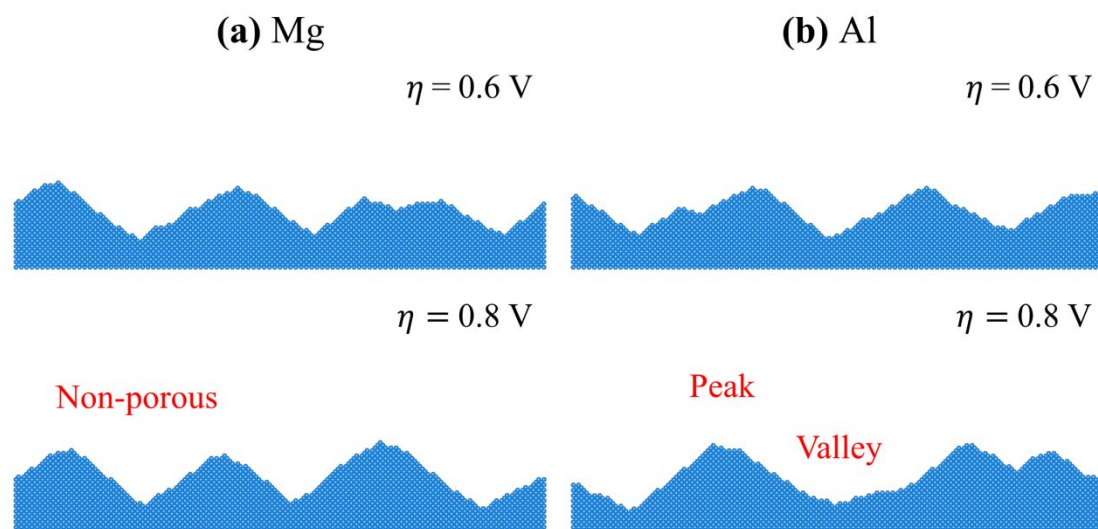 (a) Mg
(b) Al
η = 0.6 V
η = 0.6 V
η = 0.8 V
η = 0.8 V
Non-porous
Peak
Valley